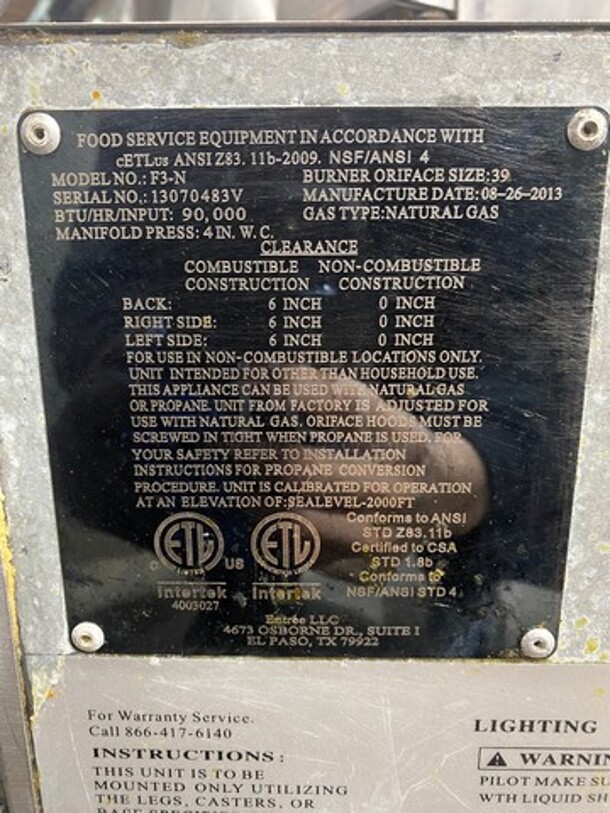 FOOD SERVICE EQUIPMENT IN ACCORDANCE WITH
cETLus ANSI Z83. 11b-2009. NSF/ANSI 4
MODEL NO.: F3-N BURNER ORIFACE SIZE: 39
SERIAL NO.: 13070483V MANUFACTURE DATE: 08-26-2013
BTU/HR/INPUT: 90,000 GAS TYPE: NATURAL GAS
MANIFOLD PRESS: 4 IN. W. C.
CLEARANCE
COMBUSTIBLE NON-COMBUSTIBLE
CONSTRUCTION CONSTRUCTION
BACK: 6 INCH 0 INCH
RIGHT SIDE: 6 INCH 0 INCH
LEFT SIDE: 6 INCH 0 INCH
FOR USE IN NON-COMBUSTIBLE LOCATIONS ONLY.
UNIT INTENDED FOR OTHER THAN HOUSEHOLD USE.
THIS APPLIANCE CAN BE USED WITH NATURAL GAS
OR PROPANE. UNIT FROM FACTORY IS ADJUSTED FOR
USE WITH NATURAL GAS. ORIFACE HOODS MUST BE
SCREWED IN TIGHT WHEN PROPANE IS USED. FOR
YOUR SAFETY REFER TO INSTALLATION
INSTRUCTIONS FOR PROPANE CONVERSION
PROCEDURE. UNIT IS CALIBRATED FOR OPERATION
AT AN ELEVATION OF: SEALEVEL-2000FT
C ETL US ETL
LISTED
Intertek Intertek
4003027
Conforms to ANSI
STD Z83.11b
Certified to CSA
STD 1.8b
Conforms to
NSF/ANSI STD 4
Entrée LLC
4673 OSBORNE DR., SUITE I
EL PASO, TX 79922
For Warranty Service.
Call 866-417-6140
INSTRUCTIONS:
THIS UNIT IS TO BE
MOUNTED ONLY UTILIZING
THE LEGS, CASTERS, OR
LIGHTING
WARNIN
PILOT MAKE SU
WTH LIQUID SH